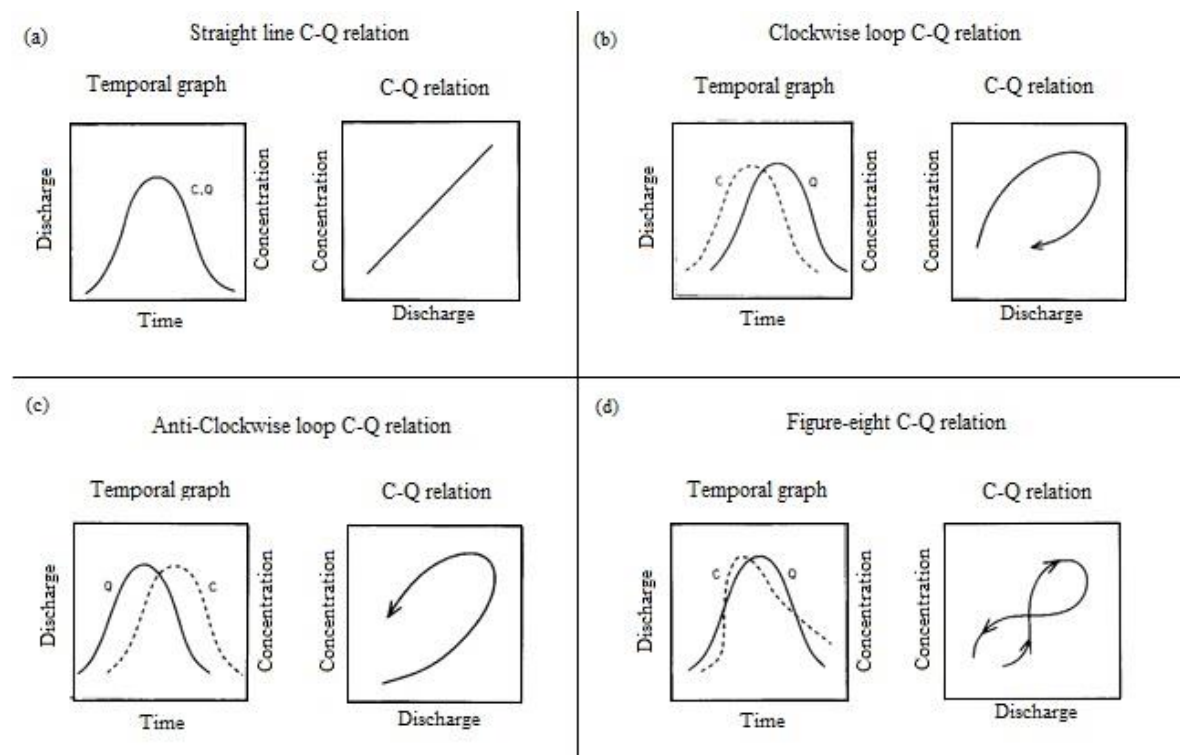 (a)
Straight line C-Q relation
Temporal graph
C-Q relation
Discharge
C,Q
Concentration
Time
Concentration
Discharge
(b)
Clockwise loop C-Q relation
Temporal graph
C-Q relation
Discharge
C
Q
Concentration
Time
Concentration
Discharge
(c)
Anti-Clockwise loop C-Q relation
Temporal graph
C-Q relation
Discharge
Q
C
Concentration
Time
Concentration
Discharge
(d)
Figure-eight C-Q relation
Temporal graph
C-Q relation
Discharge
C
Q
Concentration
Time
Concentration
Discharge